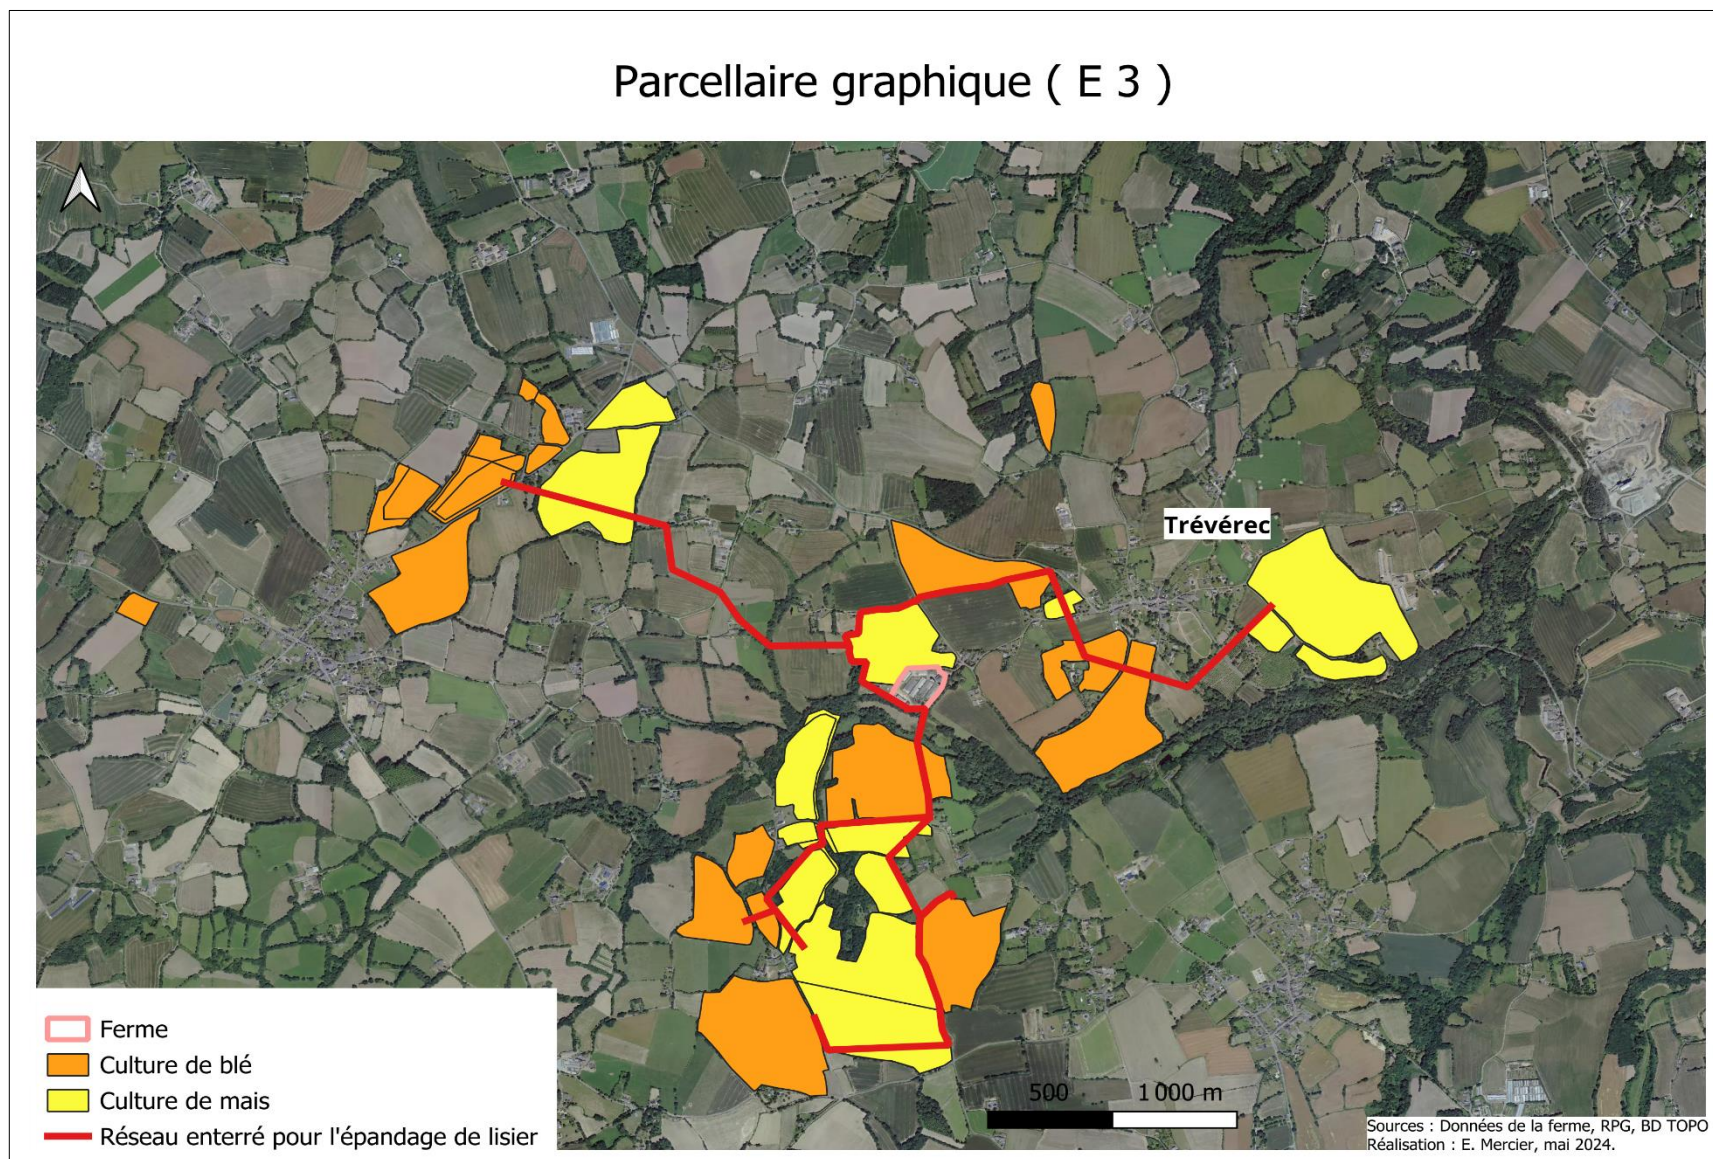 Parcellaire graphique ( E 3 )
Trévérec
Ferme
Culture de blé
Culture de mais
Réseau enterré pour l'épandage de lisier
500 1 000 m
Sources : Données de la ferme, RPG, BD TOPO
Réalisation : E. Mercier, mai 2024.